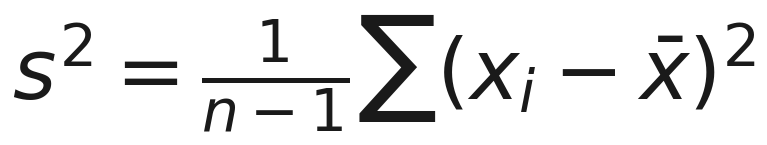 s² = 1/(n − 1) ∑(xᵢ − x̄)²